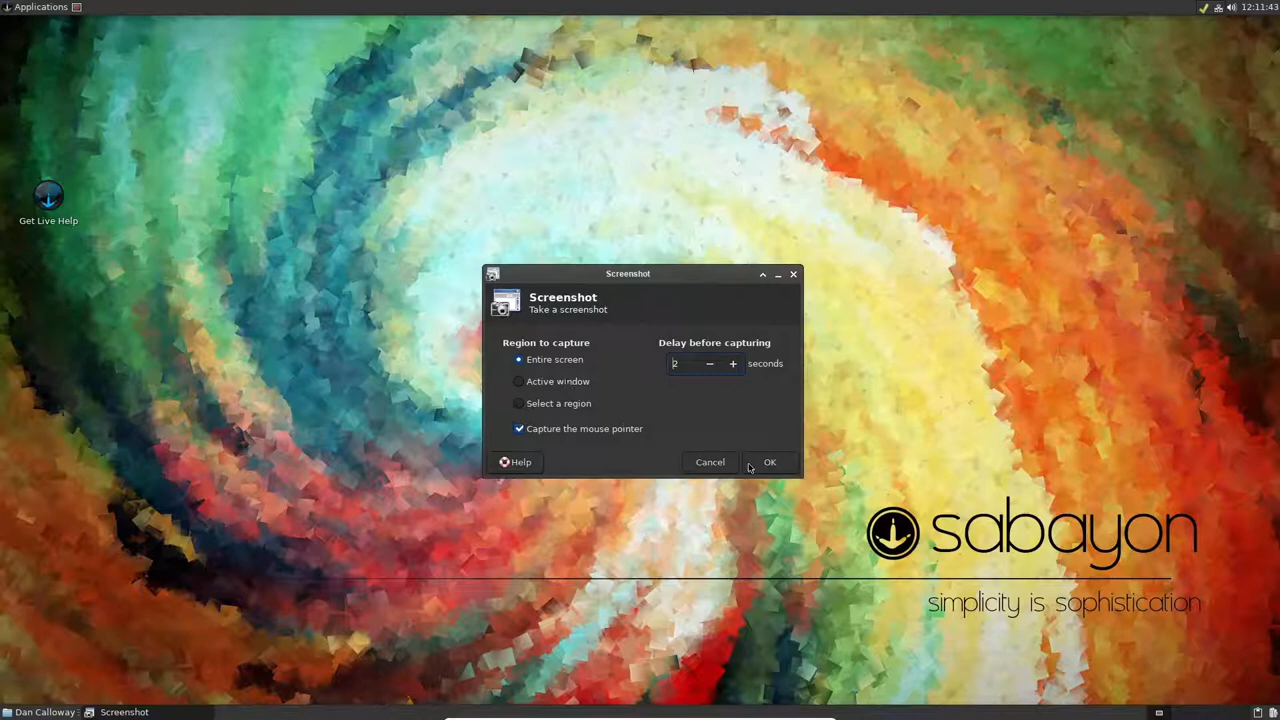 Applications
12:11:43
Get Live Help
Screenshot
Screenshot
Take a screenshot
Region to capture
Entire screen
Active window
Select a region
Capture the mouse pointer
Delay before capturing
2 seconds
Help
Cancel
OK
sabayon
simplicity is sophistication
Dan Calloway
Screenshot